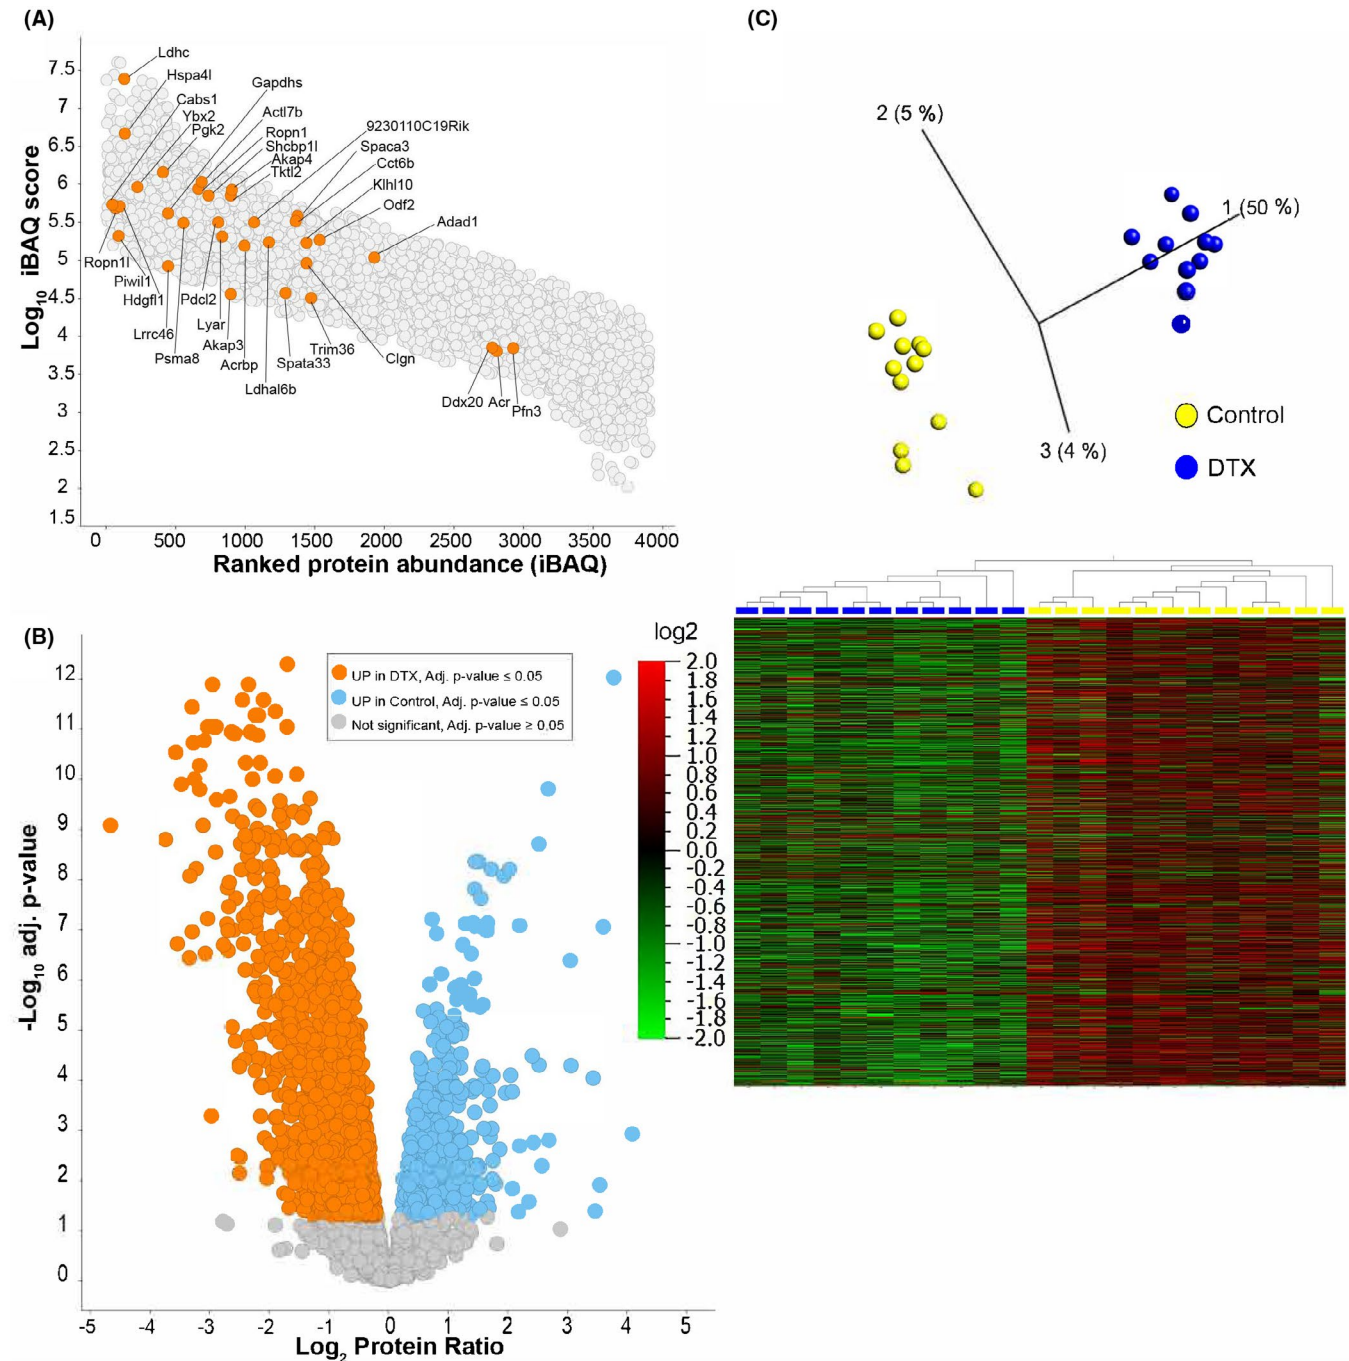 (A)
Log10 iBAQ score
7.5
7
6.5
6
5.5
5
4.5
4
3.5
3
2.5
2
1.5
0 500 1000 1500 2000 2500 3000 3500 4000
Ranked protein abundance (iBAQ)
Ldhc
Hspa4l
Cabs1
Ybx2
Pgk2
Gapdhs
Actl7b
Ropn1
Shcbp1l
Akap4
Tktl2
9230110C19Rik
Spaca3
Cct6b
Klhl10
Odf2
Adad1
Ropn1l
Piwil1
Hdgfl1
Lrrc46
Psma8
Pdcl2
Lyar
Akap3
Acrbp
Ldhal6b
Spata33
Trim36
Clgn
Ddx20
Acr
Pfn3
(C)
2 (5 %)
1 (50 %)
3 (4 %)
Control
DTX
(B)
-Log10 adj. p-value
12
11
10
9
8
7
6
5
4
3
2
1
0
-5 -4 -3 -2 -1 0 1 2 3 4 5
Log2 Protein Ratio
UP in DTX, Adj. p-value ≤ 0.05
UP in Control, Adj. p-value ≤ 0.05
Not significant, Adj. p-value ≥ 0.05
log2
2.0
1.8
1.6
1.4
1.2
1.0
0.8
0.6
0.4
0.2
0.0
-0.2
-0.4
-0.6
-0.8
-1.0
-1.2
-1.4
-1.6
-1.8
-2.0